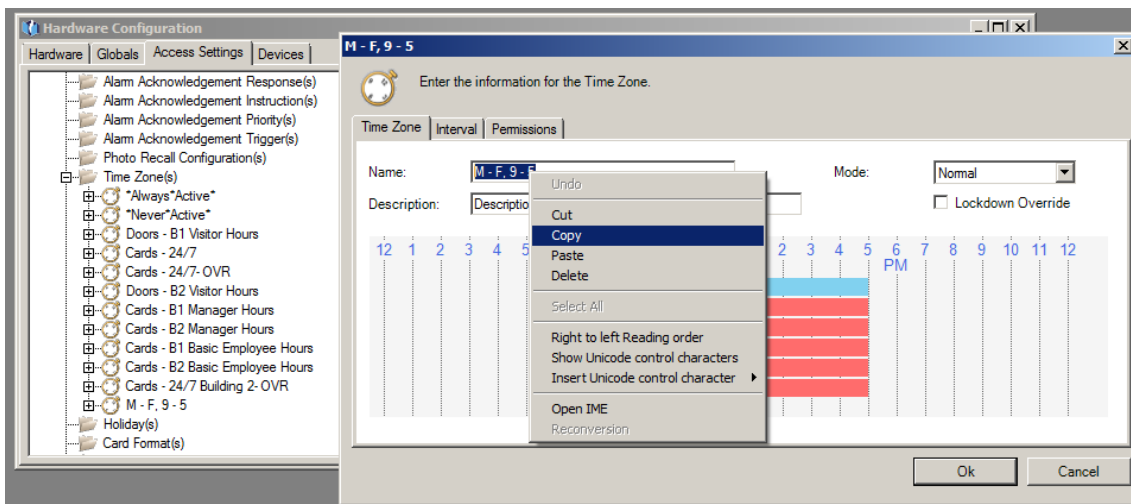 Hardware Configuration
Hardware Globals Access Settings Devices
Alarm Acknowledgement Response(s)
Alarm Acknowledgement Instruction(s)
Alarm Acknowledgement Priority(s)
Alarm Acknowledgement Trigger(s)
Photo Recall Configuration(s)
Time Zone(s)
*Always*Active*
*Never*Active*
Doors - B1 Visitor Hours
Cards - 24/7
Cards - 24/7- OVR
Doors - B2 Visitor Hours
Cards - B1 Manager Hours
Cards - B2 Manager Hours
Cards - B1 Basic Employee Hours
Cards - B2 Basic Employee Hours
Cards - 24/7 Building 2- OVR
M - F, 9 - 5
Holiday(s)
Card Format(s)
M - F, 9 - 5
Enter the information for the Time Zone.
Time Zone Interval Permissions
Name: M - F, 9 - 5 Mode: Normal
Description: Descriptio Lockdown Override
12 1 2 3 4 5 2 3 4 5 6 7 8 9 10 11 12
PM
Undo
Cut
Copy
Paste
Delete
Select All
Right to left Reading order
Show Unicode control characters
Insert Unicode control character
Open IME
Reconversion
Ok Cancel